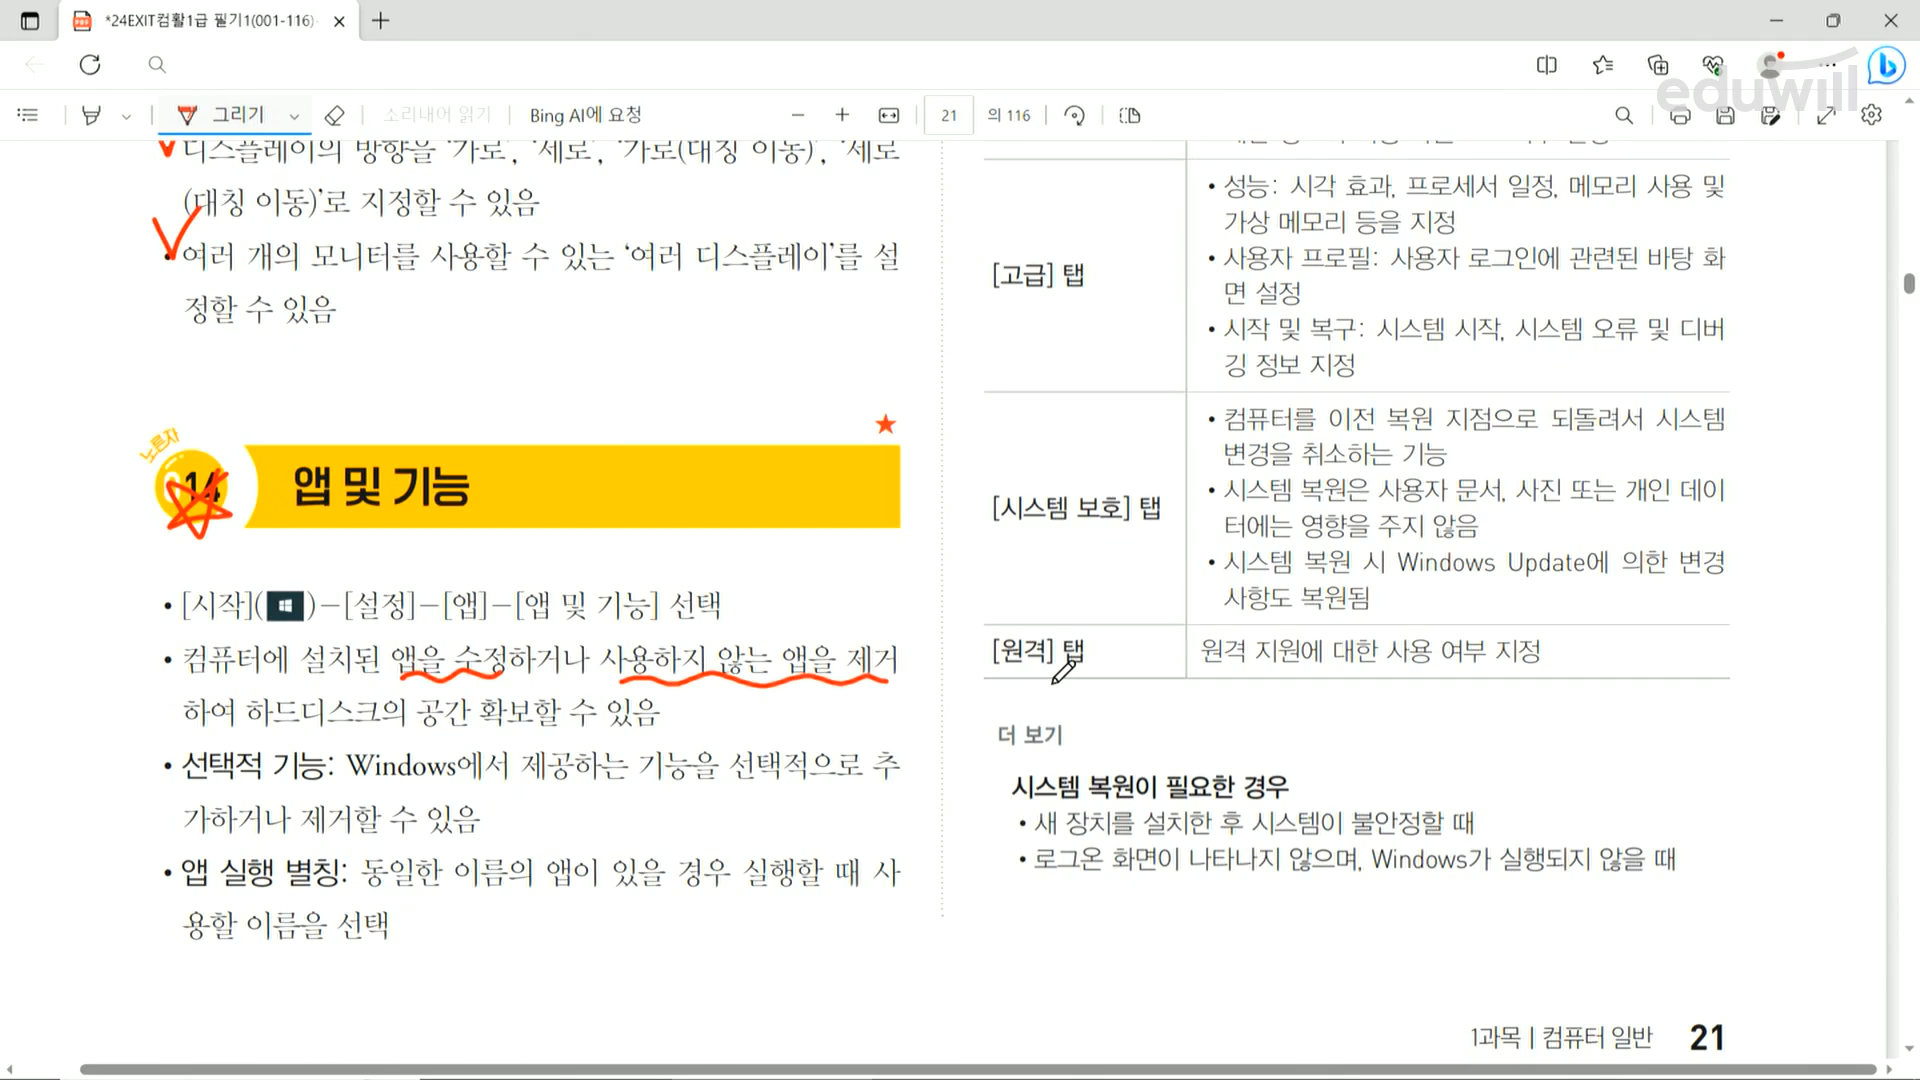 *24EXIT컴활1급 필기1(001-116)
eduwill
그리기
소리내어 읽기
Bing AI에 요청
21
의 116
디스플레이의 방향을 '가로', '세로', '가로(대칭 이동)', '세로
(대칭 이동)'로 지정할 수 있음
• 여러 개의 모니터를 사용할 수 있는 '여러 디스플레이'를 설
정할 수 있음
노른자
14
앱 및 기능
• [시작]( )-[설정]-[앱]-[앱 및 기능] 선택
• 컴퓨터에 설치된 앱을 수정하거나 사용하지 않는 앱을 제거
하여 하드디스크의 공간 확보할 수 있음
• 선택적 기능: Windows에서 제공하는 기능을 선택적으로 추
가하거나 제거할 수 있음
• 앱 실행 별칭: 동일한 이름의 앱이 있을 경우 실행할 때 사
용할 이름을 선택
[고급] 탭
• 성능: 시각 효과, 프로세서 일정, 메모리 사용 및
가상 메모리 등을 지정
• 사용자 프로필: 사용자 로그인에 관련된 바탕 화
면 설정
• 시작 및 복구: 시스템 시작, 시스템 오류 및 디버
깅 정보 지정
[시스템 보호] 탭
• 컴퓨터를 이전 복원 지점으로 되돌려서 시스템
변경을 취소하는 기능
• 시스템 복원은 사용자 문서, 사진 또는 개인 데이
터에는 영향을 주지 않음
• 시스템 복원 시 Windows Update에 의한 변경
사항도 복원됨
[원격] 탭
원격 지원에 대한 사용 여부 지정
더 보기
시스템 복원이 필요한 경우
• 새 장치를 설치한 후 시스템이 불안정할 때
• 로그온 화면이 나타나지 않으며, Windows가 실행되지 않을 때
1과목 | 컴퓨터 일반 21